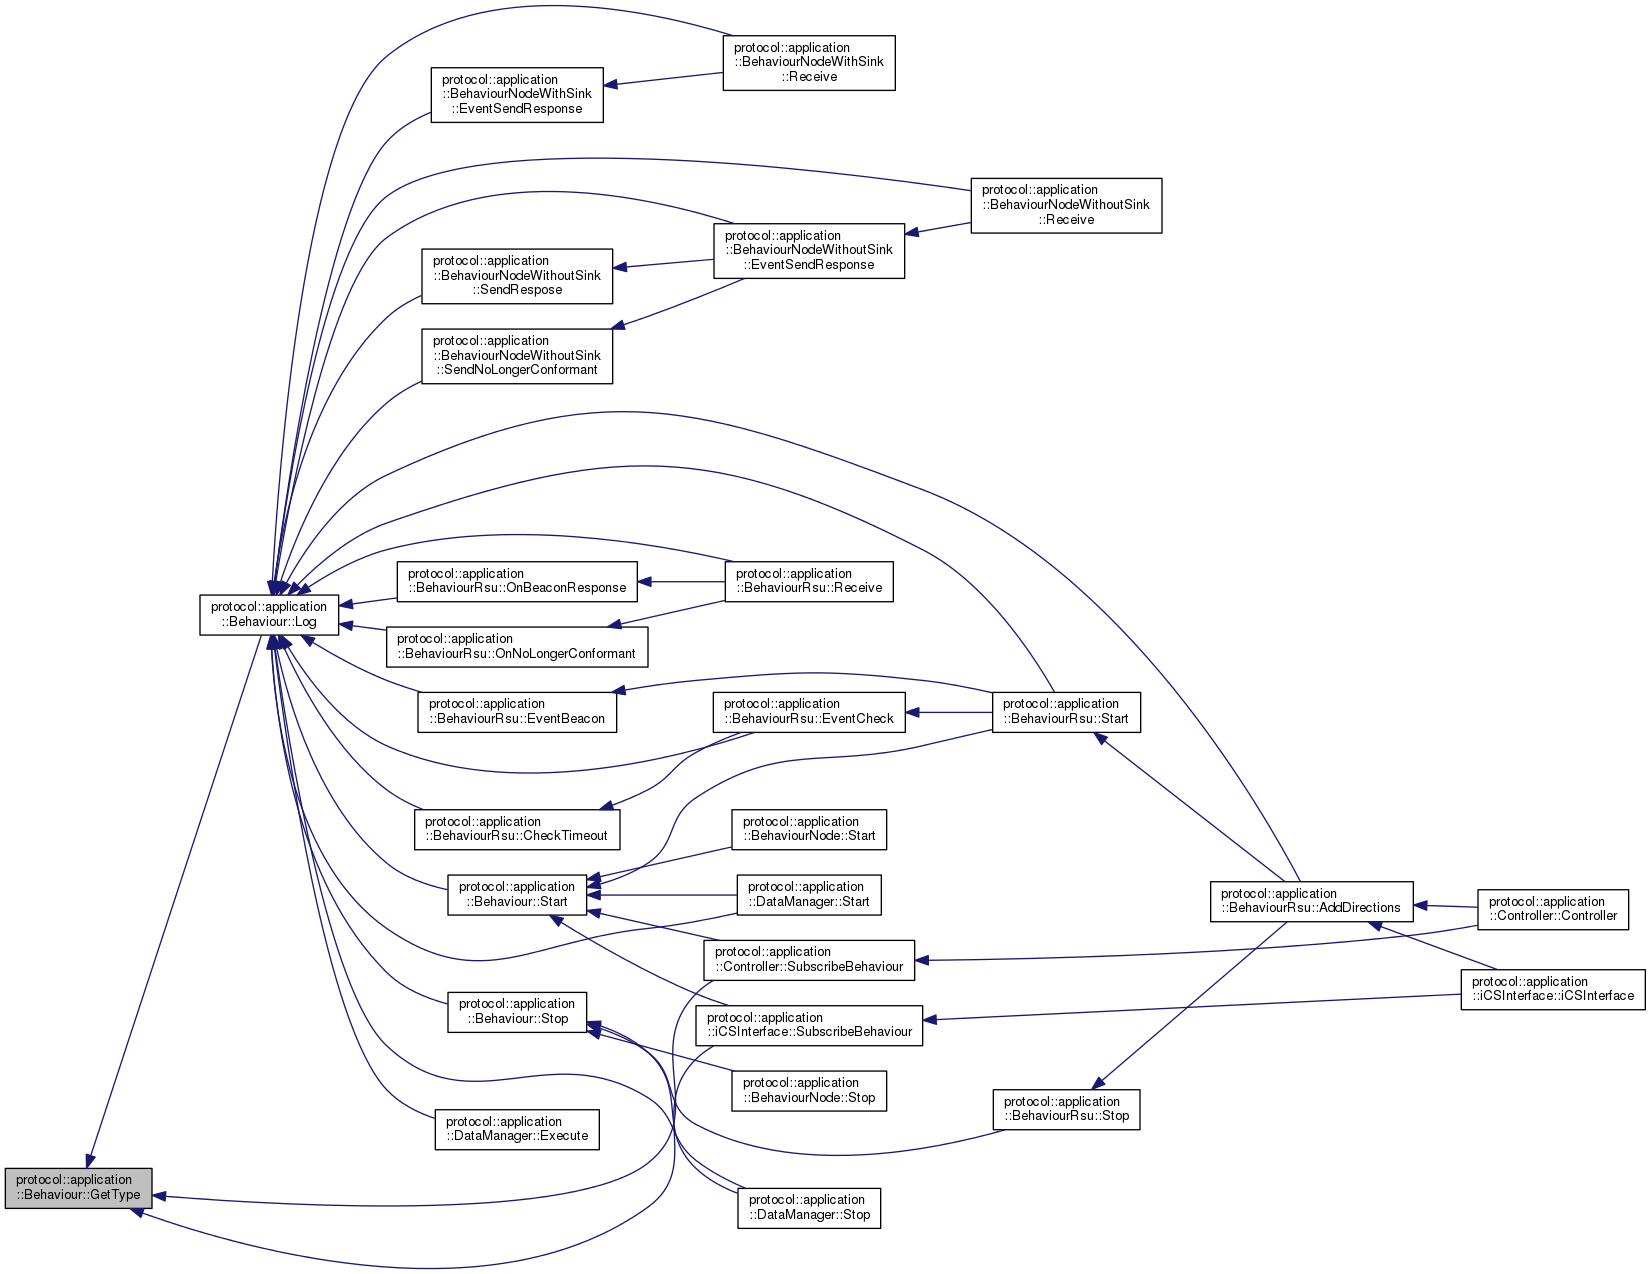 protocol::application
::BehaviourNodeWithSink
::Receive
protocol::application
::BehaviourNodeWithSink
::EventSendResponse
protocol::application
::BehaviourNodeWithoutSink
::Receive
protocol::application
::BehaviourNodeWithoutSink
::EventSendResponse
protocol::application
::BehaviourNodeWithoutSink
::SendRespose
protocol::application
::BehaviourNodeWithoutSink
::SendNoLongerConformant
protocol::application
::BehaviourRsu::OnBeaconResponse
protocol::application
::BehaviourRsu::Receive
protocol::application
::Behaviour::Log
protocol::application
::BehaviourRsu::OnNoLongerConformant
protocol::application
::BehaviourRsu::EventBeacon
protocol::application
::BehaviourRsu::EventCheck
protocol::application
::BehaviourRsu::Start
protocol::application
::BehaviourRsu::CheckTimeout
protocol::application
::BehaviourNode::Start
protocol::application
::Behaviour::Start
protocol::application
::DataManager::Start
protocol::application
::BehaviourRsu::AddDirections
protocol::application
::Controller::Controller
protocol::application
::Controller::SubscribeBehaviour
protocol::application
::iCSInterface::iCSInterface
protocol::application
::Behaviour::Stop
protocol::application
::iCSInterface::SubscribeBehaviour
protocol::application
::BehaviourNode::Stop
protocol::application
::BehaviourRsu::Stop
protocol::application
::DataManager::Execute
protocol::application
::Behaviour::GetType
protocol::application
::DataManager::Stop